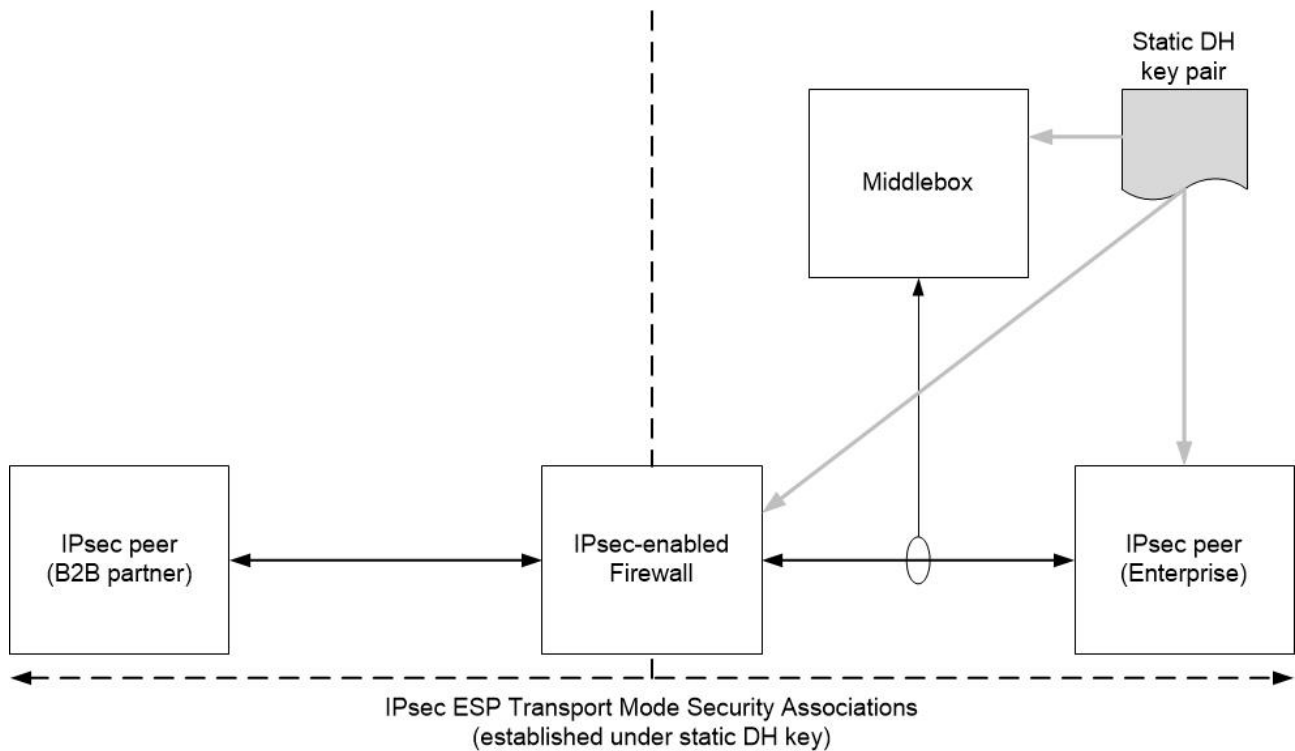 Static DH
key pair
Middlebox
IPsec peer
(B2B partner)
IPsec-enabled
Firewall
IPsec peer
(Enterprise)
IPsec ESP Transport Mode Security Associations
(established under static DH key)